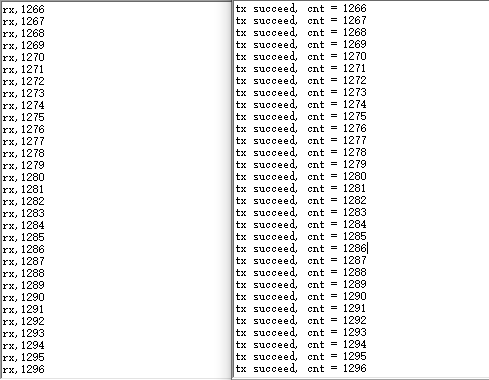 rx,1266
rx,1267
rx,1268
rx,1269
rx,1270
rx,1271
rx,1272
rx,1273
rx,1274
rx,1275
rx,1276
rx,1277
rx,1278
rx,1279
rx,1280
rx,1281
rx,1282
rx,1283
rx,1284
rx,1285
rx,1286
rx,1287
rx,1288
rx,1289
rx,1290
rx,1291
rx,1292
rx,1293
rx,1294
rx,1295
rx,1296
tx succeed, cnt = 1266
tx succeed, cnt = 1267
tx succeed, cnt = 1268
tx succeed, cnt = 1269
tx succeed, cnt = 1270
tx succeed, cnt = 1271
tx succeed, cnt = 1272
tx succeed, cnt = 1273
tx succeed, cnt = 1274
tx succeed, cnt = 1275
tx succeed, cnt = 1276
tx succeed, cnt = 1277
tx succeed, cnt = 1278
tx succeed, cnt = 1279
tx succeed, cnt = 1280
tx succeed, cnt = 1281
tx succeed, cnt = 1282
tx succeed, cnt = 1283
tx succeed, cnt = 1284
tx succeed, cnt = 1285
tx succeed, cnt = 1286
tx succeed, cnt = 1287
tx succeed, cnt = 1288
tx succeed, cnt = 1289
tx succeed, cnt = 1290
tx succeed, cnt = 1291
tx succeed, cnt = 1292
tx succeed, cnt = 1293
tx succeed, cnt = 1294
tx succeed, cnt = 1295
tx succeed, cnt = 1296